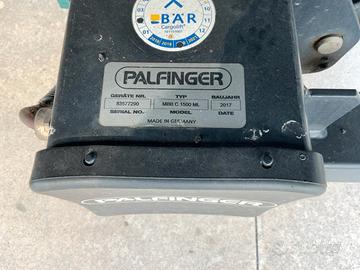 BÄR
Cargolift
PALFINGER
GERÄTE NR. TYP BAUJAHR
83577290 MBB C 1500 ML 2017
SERIAL NO. MODEL DATE
MADE IN GERMANY
PALFINGER